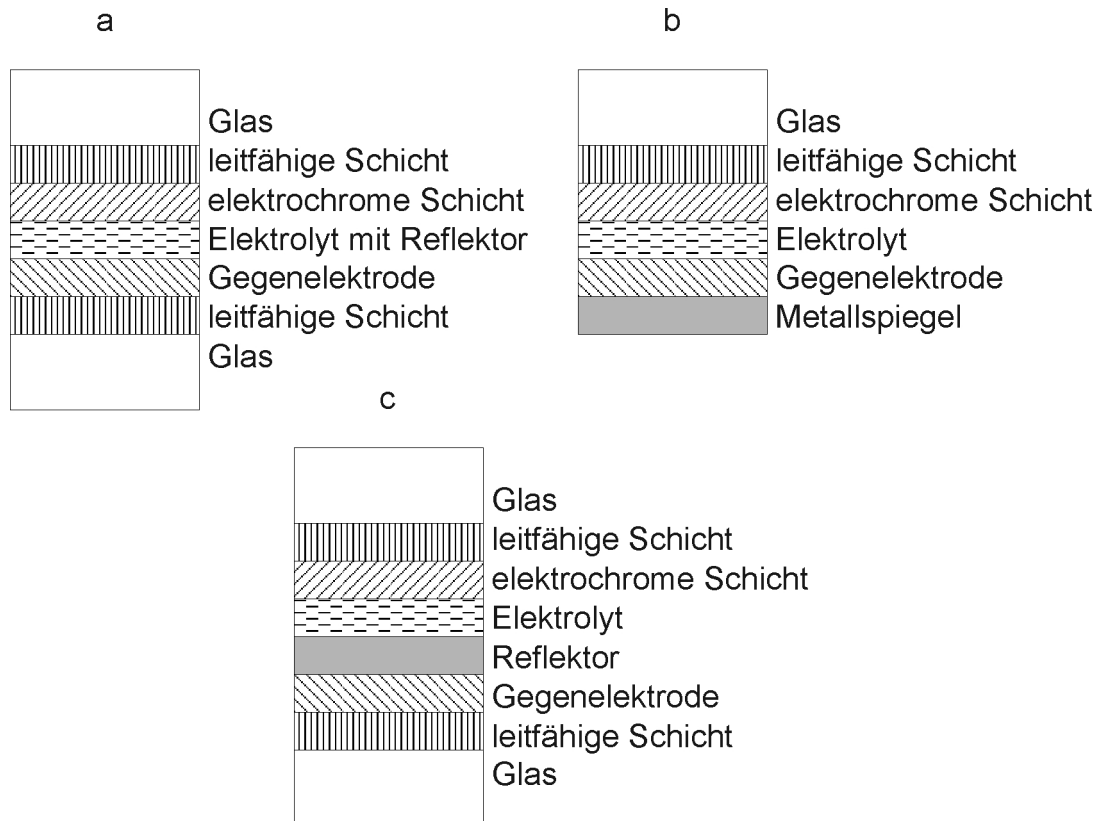 a
Glas
leitfähige Schicht
elektrochrome Schicht
Elektrolyt mit Reflektor
Gegenelektrode
leitfähige Schicht
Glas
b
Glas
leitfähige Schicht
elektrochrome Schicht
Elektrolyt
Gegenelektrode
Metallspiegel
c
Glas
leitfähige Schicht
elektrochrome Schicht
Elektrolyt
Reflektor
Gegenelektrode
leitfähige Schicht
Glas